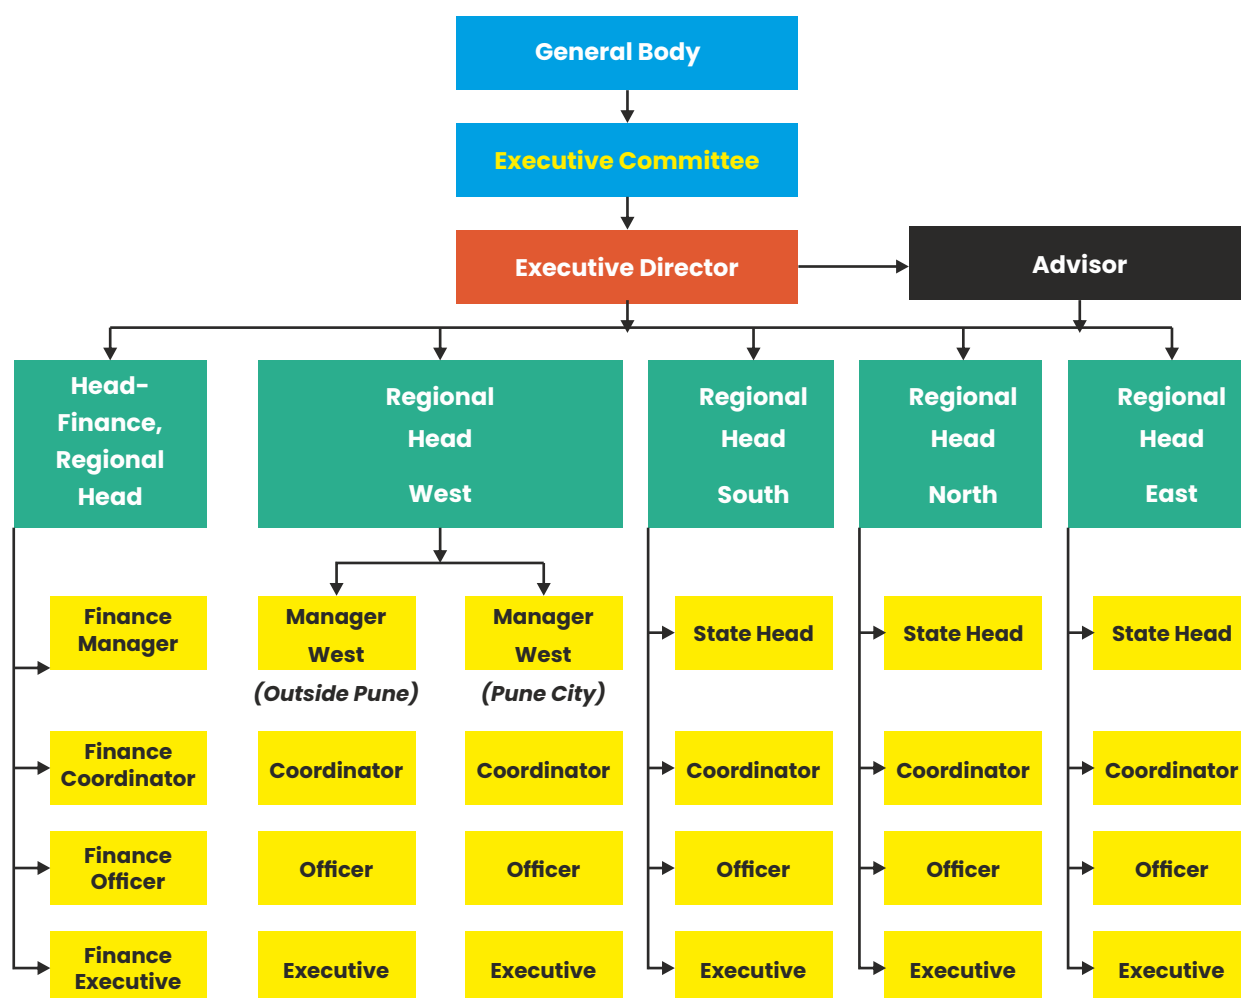 General Body
Executive Committee
Executive Director
Advisor
Head-
Finance,
Regional
Head
Regional
Head
West
Regional
Head
South
Regional
Head
North
Regional
Head
East
Finance
Manager
Manager
West
(Outside Pune)
Manager
West
(Pune City)
State Head
State Head
State Head
Finance
Coordinator
Coordinator
Coordinator
Coordinator
Coordinator
Coordinator
Finance
Officer
Officer
Officer
Officer
Officer
Officer
Finance
Executive
Executive
Executive
Executive
Executive
Executive